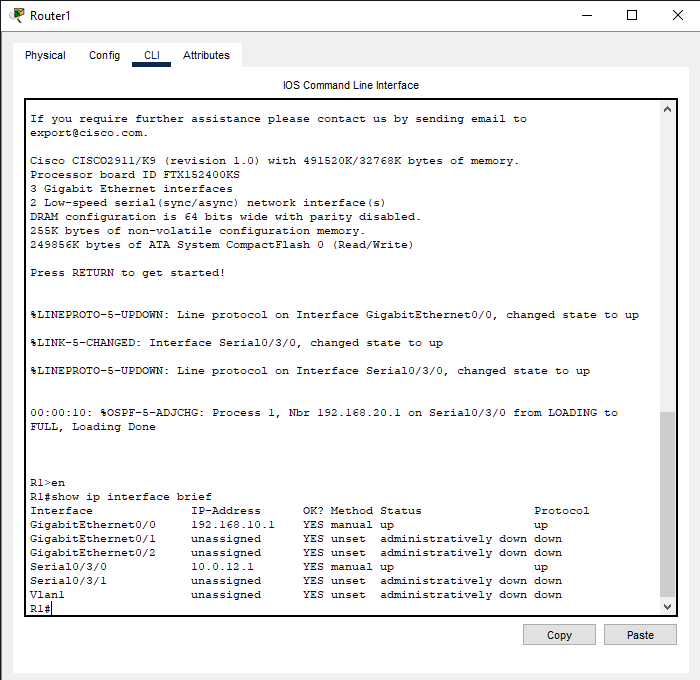 Router1
Physical Config CLI Attributes
IOS Command Line Interface
If you require further assistance please contact us by sending email to
export@cisco.com.
Cisco CISCO2911/K9 (revision 1.0) with 491520K/32768K bytes of memory.
Processor board ID FTX152400KS
3 Gigabit Ethernet interfaces
2 Low-speed serial(sync/async) network interface(s)
DRAM configuration is 64 bits wide with parity disabled.
255K bytes of non-volatile configuration memory.
249856K bytes of ATA System CompactFlash 0 (Read/Write)
Press RETURN to get started!
%LINEPROTO-5-UPDOWN: Line protocol on Interface GigabitEthernet0/0, changed state to up
%LINK-5-CHANGED: Interface Serial0/3/0, changed state to up
%LINEPROTO-5-UPDOWN: Line protocol on Interface Serial0/3/0, changed state to up
00:00:10: %OSPF-5-ADJCHG: Process 1, Nbr 192.168.20.1 on Serial0/3/0 from LOADING to
FULL, Loading Done
R1>en
R1#show ip interface brief
Interface IP-Address OK? Method Status Protocol
GigabitEthernet0/0 192.168.10.1 YES manual up up
GigabitEthernet0/1 unassigned YES unset administratively down down
GigabitEthernet0/2 unassigned YES unset administratively down down
Serial0/3/0 10.0.12.1 YES manual up up
Serial0/3/1 unassigned YES unset administratively down down
Vlan1 unassigned YES unset administratively down down
R1#
Copy Paste